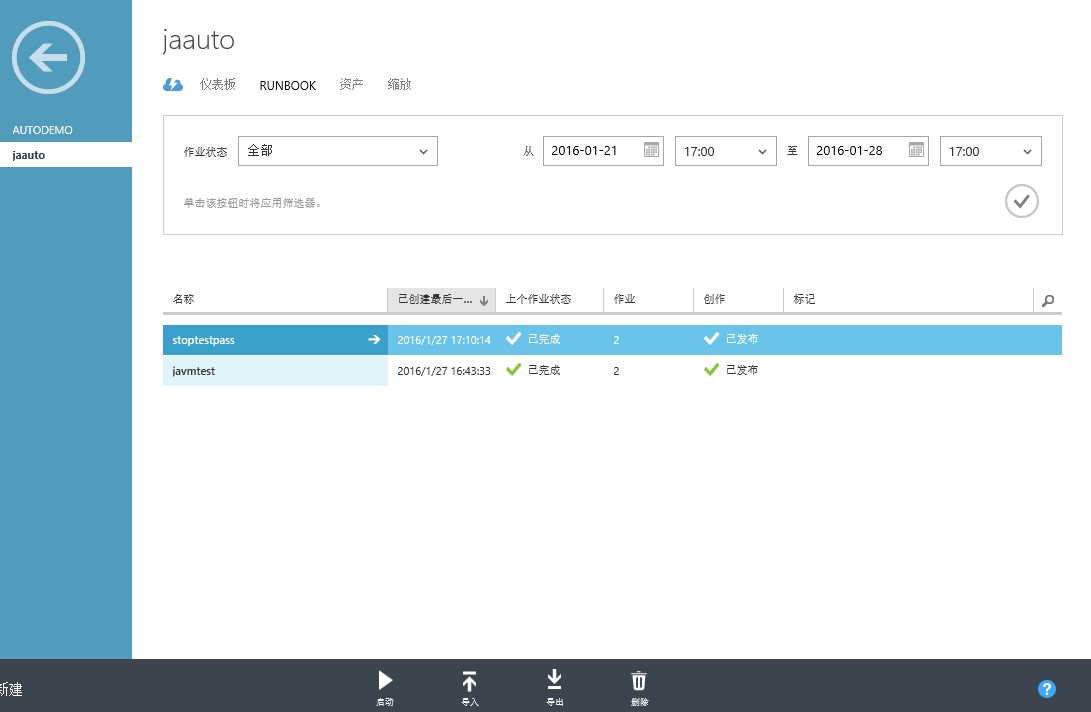 jaauto
仪表板 RUNBOOK 资产 缩放
AUTODEMO
jaauto
作业状态 全部 从 2016-01-21 17:00 至 2016-01-28 17:00
单击该按钮时将应用筛选器。
名称 已创建最后一... 上个作业状态 作业 创作 标记
stoptestpass 2016/1/27 17:10:14 已完成 2 已发布
javmtest 2016/1/27 16:43:33 已完成 2 已发布
新建 启动 导入 导出 删除 ?